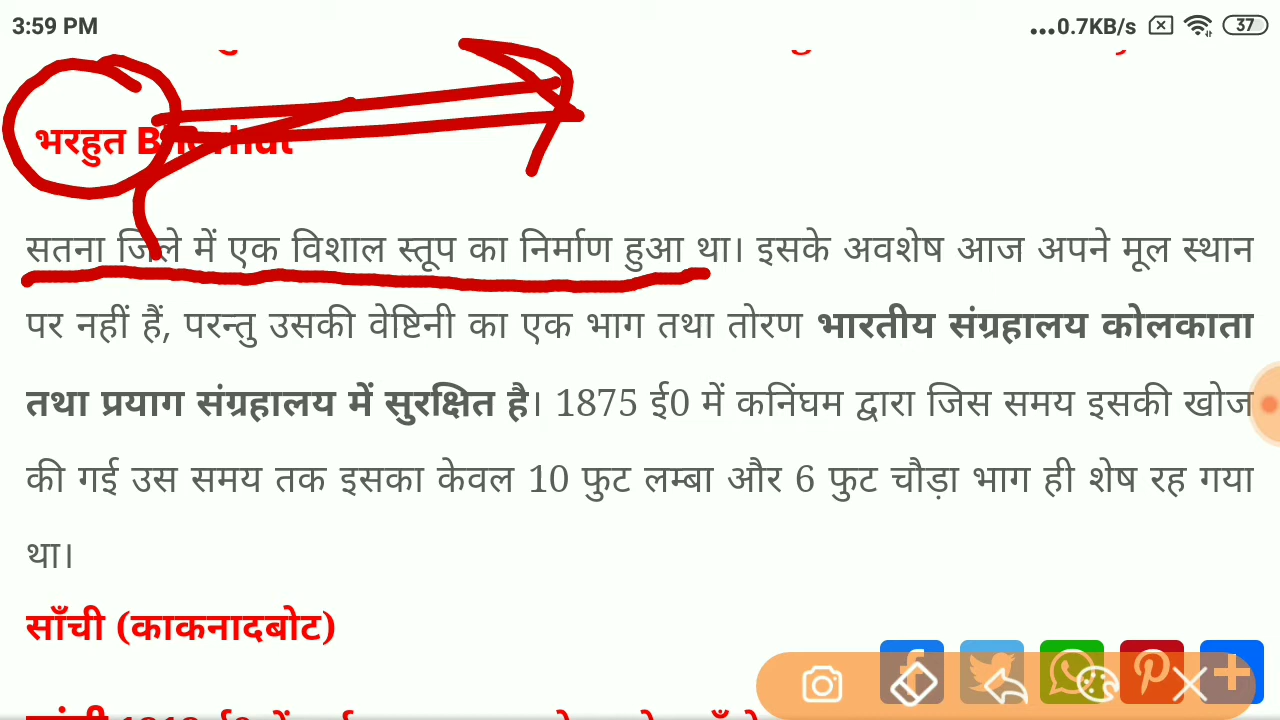 3:59 PM
...0.7KB/s
37
भरहुत Bharhut
सतना जिले में एक विशाल स्तूप का निर्माण हुआ था। इसके अवशेष आज अपने मूल स्थान
पर नहीं हैं, परन्तु उसकी वेष्टिनी का एक भाग तथा तोरण भारतीय संग्रहालय कोलकाता
तथा प्रयाग संग्रहालय में सुरक्षित है। 1875 ई0 में कनिंघम द्वारा जिस समय इसकी खोज
की गई उस समय तक इसका केवल 10 फुट लम्बा और 6 फुट चौड़ा भाग ही शेष रह गया
था।
साँची (काकनादबोट)